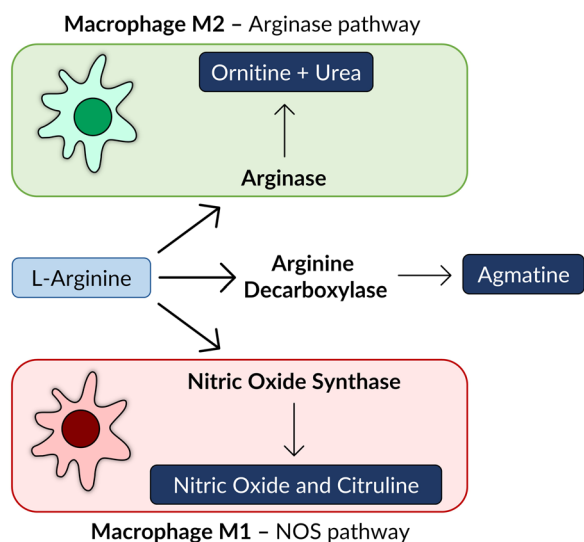 Macrophage M2 – Arginase pathway
Ornitine + Urea
Arginase
L-Arginine
Arginine
Decarboxylase
Agmatine
Nitric Oxide Synthase
Nitric Oxide and Citruline
Macrophage M1 – NOS pathway